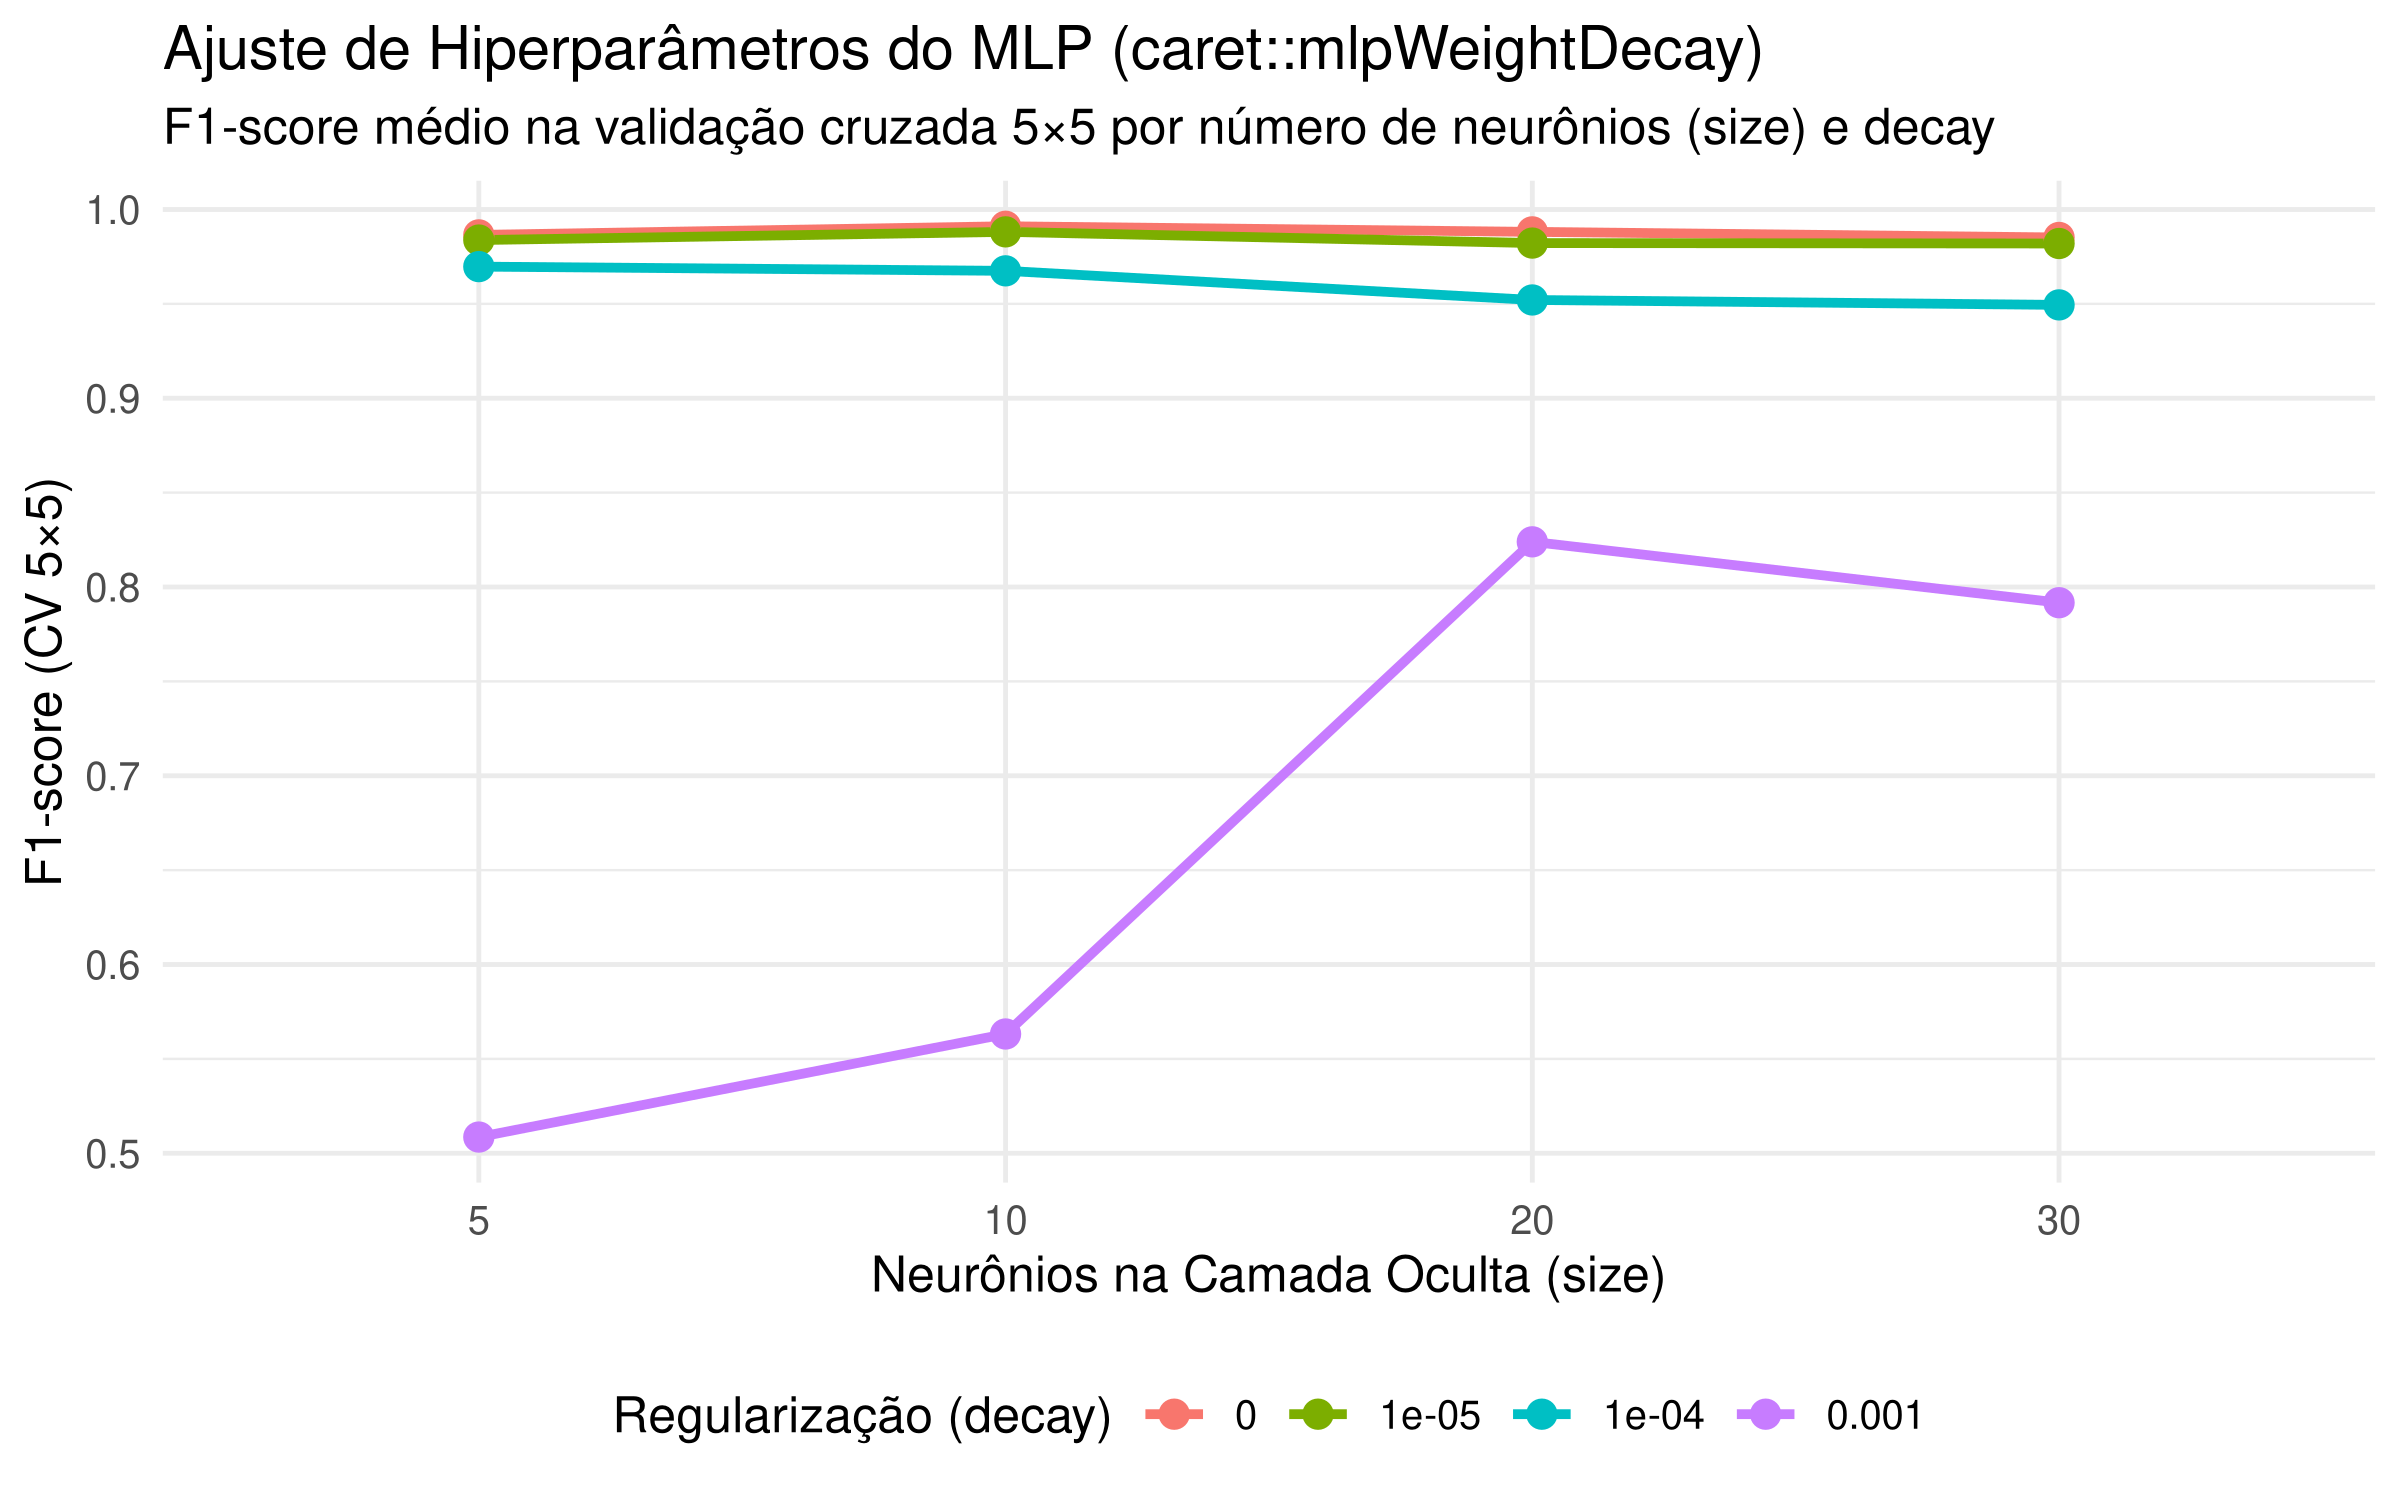 Ajuste de Hiperparâmetros do MLP (caret::mlpWeightDecay)
F1-score médio na validação cruzada 5×5 por número de neurônios (size) e decay
F1-score (CV 5×5)
1.0
0.9
0.8
0.7
0.6
0.5
5 10 20 30
Neurônios na Camada Oculta (size)
Regularização (decay) 0 1e-05 1e-04 0.001